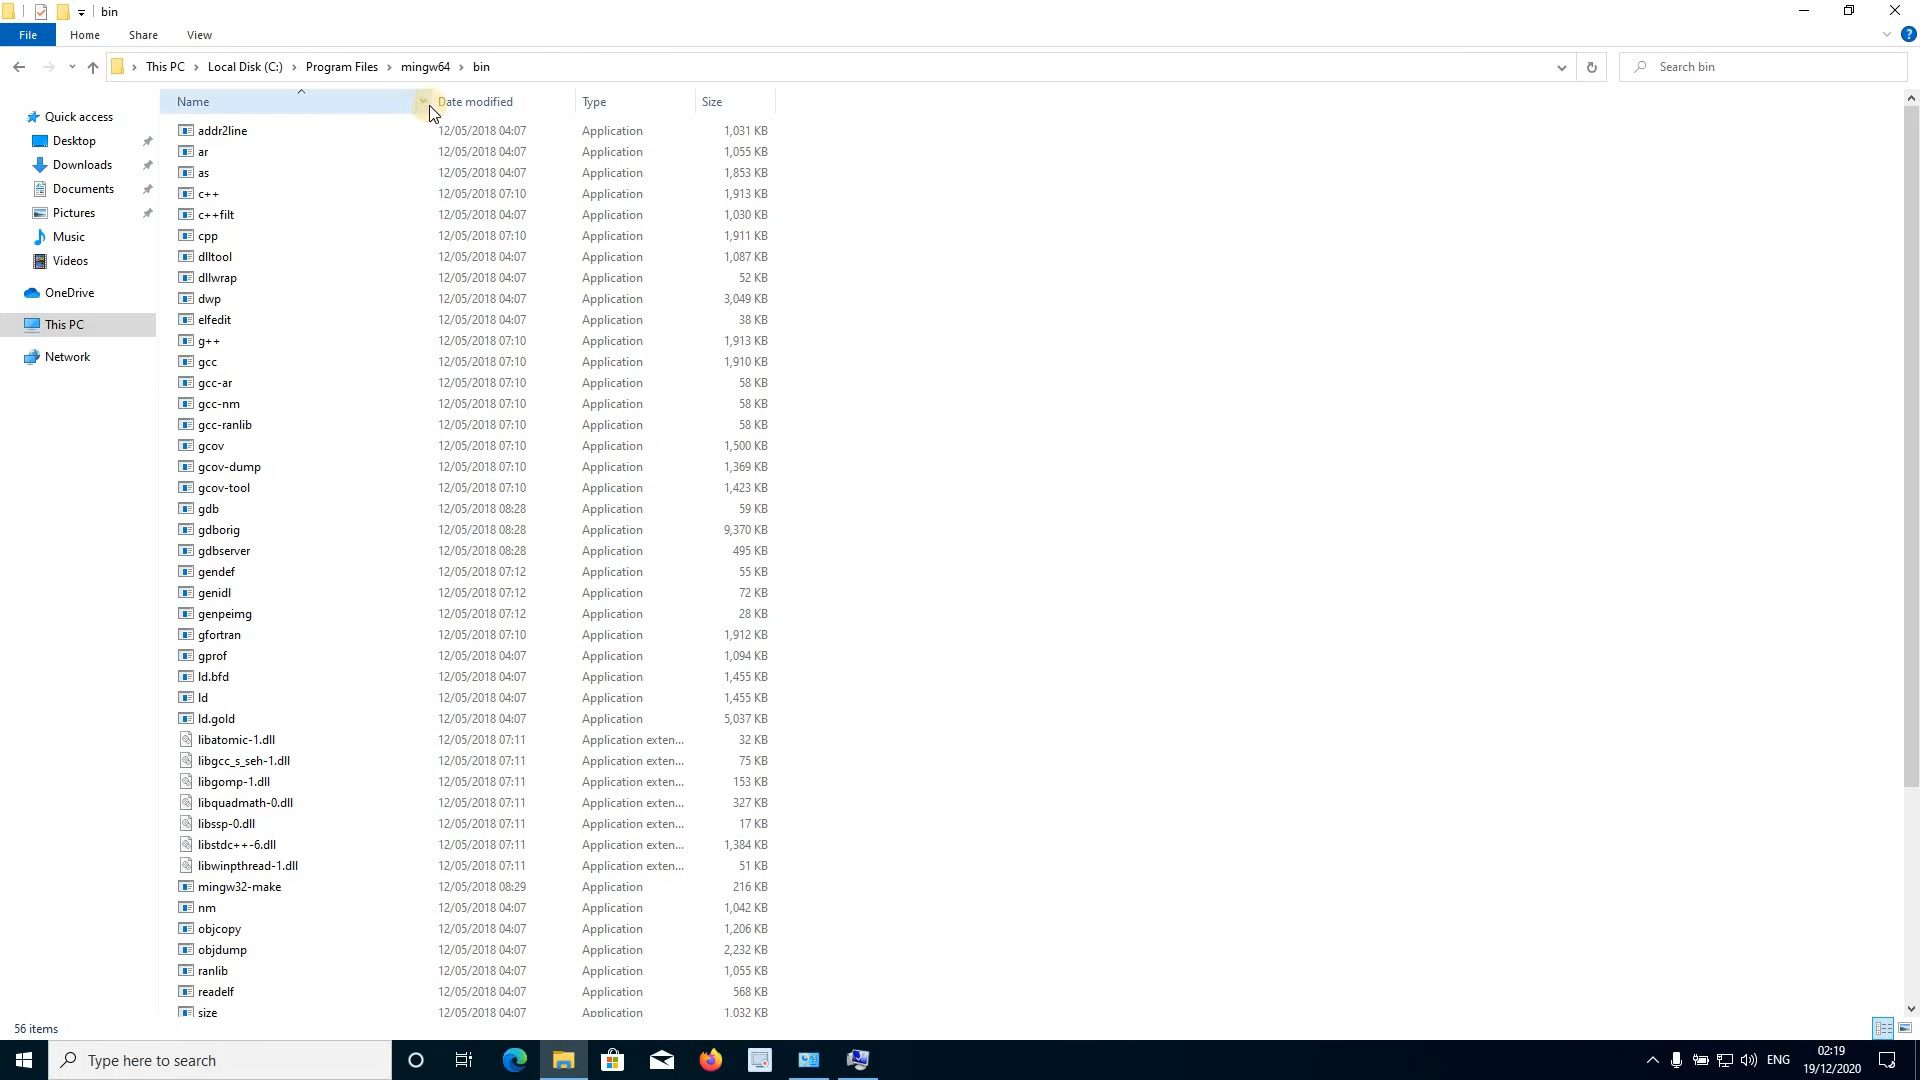 bin
File Home Share View
This PC Local Disk (C:) Program Files mingw64 bin
Search bin
Name Date modified Type Size
Quick access
Desktop
Downloads
Documents
Pictures
Music
Videos
OneDrive
This PC
Network
addr2line 12/05/2018 04:07 Application 1,031 KB
ar 12/05/2018 04:07 Application 1,055 KB
as 12/05/2018 04:07 Application 1,853 KB
c++ 12/05/2018 07:10 Application 1,913 KB
c++filt 12/05/2018 04:07 Application 1,030 KB
cpp 12/05/2018 07:10 Application 1,911 KB
dlltool 12/05/2018 04:07 Application 1,087 KB
dllwrap 12/05/2018 04:07 Application 52 KB
dwp 12/05/2018 04:07 Application 3,049 KB
elfedit 12/05/2018 04:07 Application 38 KB
g++ 12/05/2018 07:10 Application 1,913 KB
gcc 12/05/2018 07:10 Application 1,910 KB
gcc-ar 12/05/2018 07:10 Application 58 KB
gcc-nm 12/05/2018 07:10 Application 58 KB
gcc-ranlib 12/05/2018 07:10 Application 58 KB
gcov 12/05/2018 07:10 Application 1,500 KB
gcov-dump 12/05/2018 07:10 Application 1,369 KB
gcov-tool 12/05/2018 07:10 Application 1,423 KB
gdb 12/05/2018 08:28 Application 59 KB
gdborig 12/05/2018 08:28 Application 9,370 KB
gdbserver 12/05/2018 08:28 Application 495 KB
gendef 12/05/2018 07:12 Application 55 KB
genidl 12/05/2018 07:12 Application 72 KB
genpeimg 12/05/2018 07:12 Application 28 KB
gfortran 12/05/2018 07:10 Application 1,912 KB
gprof 12/05/2018 04:07 Application 1,094 KB
ld.bfd 12/05/2018 04:07 Application 1,455 KB
ld 12/05/2018 04:07 Application 1,455 KB
ld.gold 12/05/2018 04:07 Application 5,037 KB
libatomic-1.dll 12/05/2018 07:11 Application exten... 32 KB
libgcc_s_seh-1.dll 12/05/2018 07:11 Application exten... 75 KB
libgomp-1.dll 12/05/2018 07:11 Application exten... 153 KB
libquadmath-0.dll 12/05/2018 07:11 Application exten... 327 KB
libssp-0.dll 12/05/2018 07:11 Application exten... 17 KB
libstdc++-6.dll 12/05/2018 07:11 Application exten... 1,384 KB
libwinpthread-1.dll 12/05/2018 07:11 Application exten... 51 KB
mingw32-make 12/05/2018 08:29 Application 216 KB
nm 12/05/2018 04:07 Application 1,042 KB
objcopy 12/05/2018 04:07 Application 1,206 KB
objdump 12/05/2018 04:07 Application 2,232 KB
ranlib 12/05/2018 04:07 Application 1,055 KB
readelf 12/05/2018 04:07 Application 568 KB
size 12/05/2018 04:07 Application 1,032 KB
56 items
Type here to search
ENG
02:19
19/12/2020